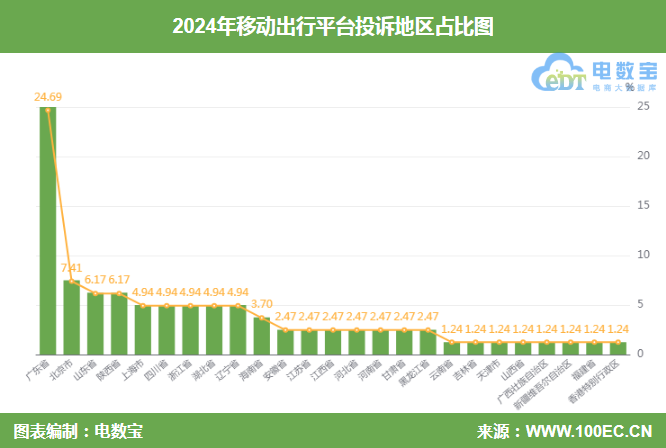 2024年移动出行平台投诉地区占比图
电数宝
电商大数据库
eDT
%
25
20
15
10
5
0
24.69 7.41 6.17 6.17 4.94 4.94 4.94 4.94 4.94 3.70 2.47 2.47 2.47 2.47 2.47 2.47 2.47 1.24 1.24 1.24 1.24 1.24 1.24 1.24 1.24
广东省 北京市 山东省 陕西省 上海市 四川省 浙江省 湖北省 辽宁省 海南省 安徽省 江苏省 江西省 河北省 河南省 甘肃省 黑龙江省 云南省 吉林省 天津市 山西省 广西壮族自治区 新疆维吾尔自治区 福建省 香港特别行政区
图表编制：电数宝 来源：WWW.100EC.CN